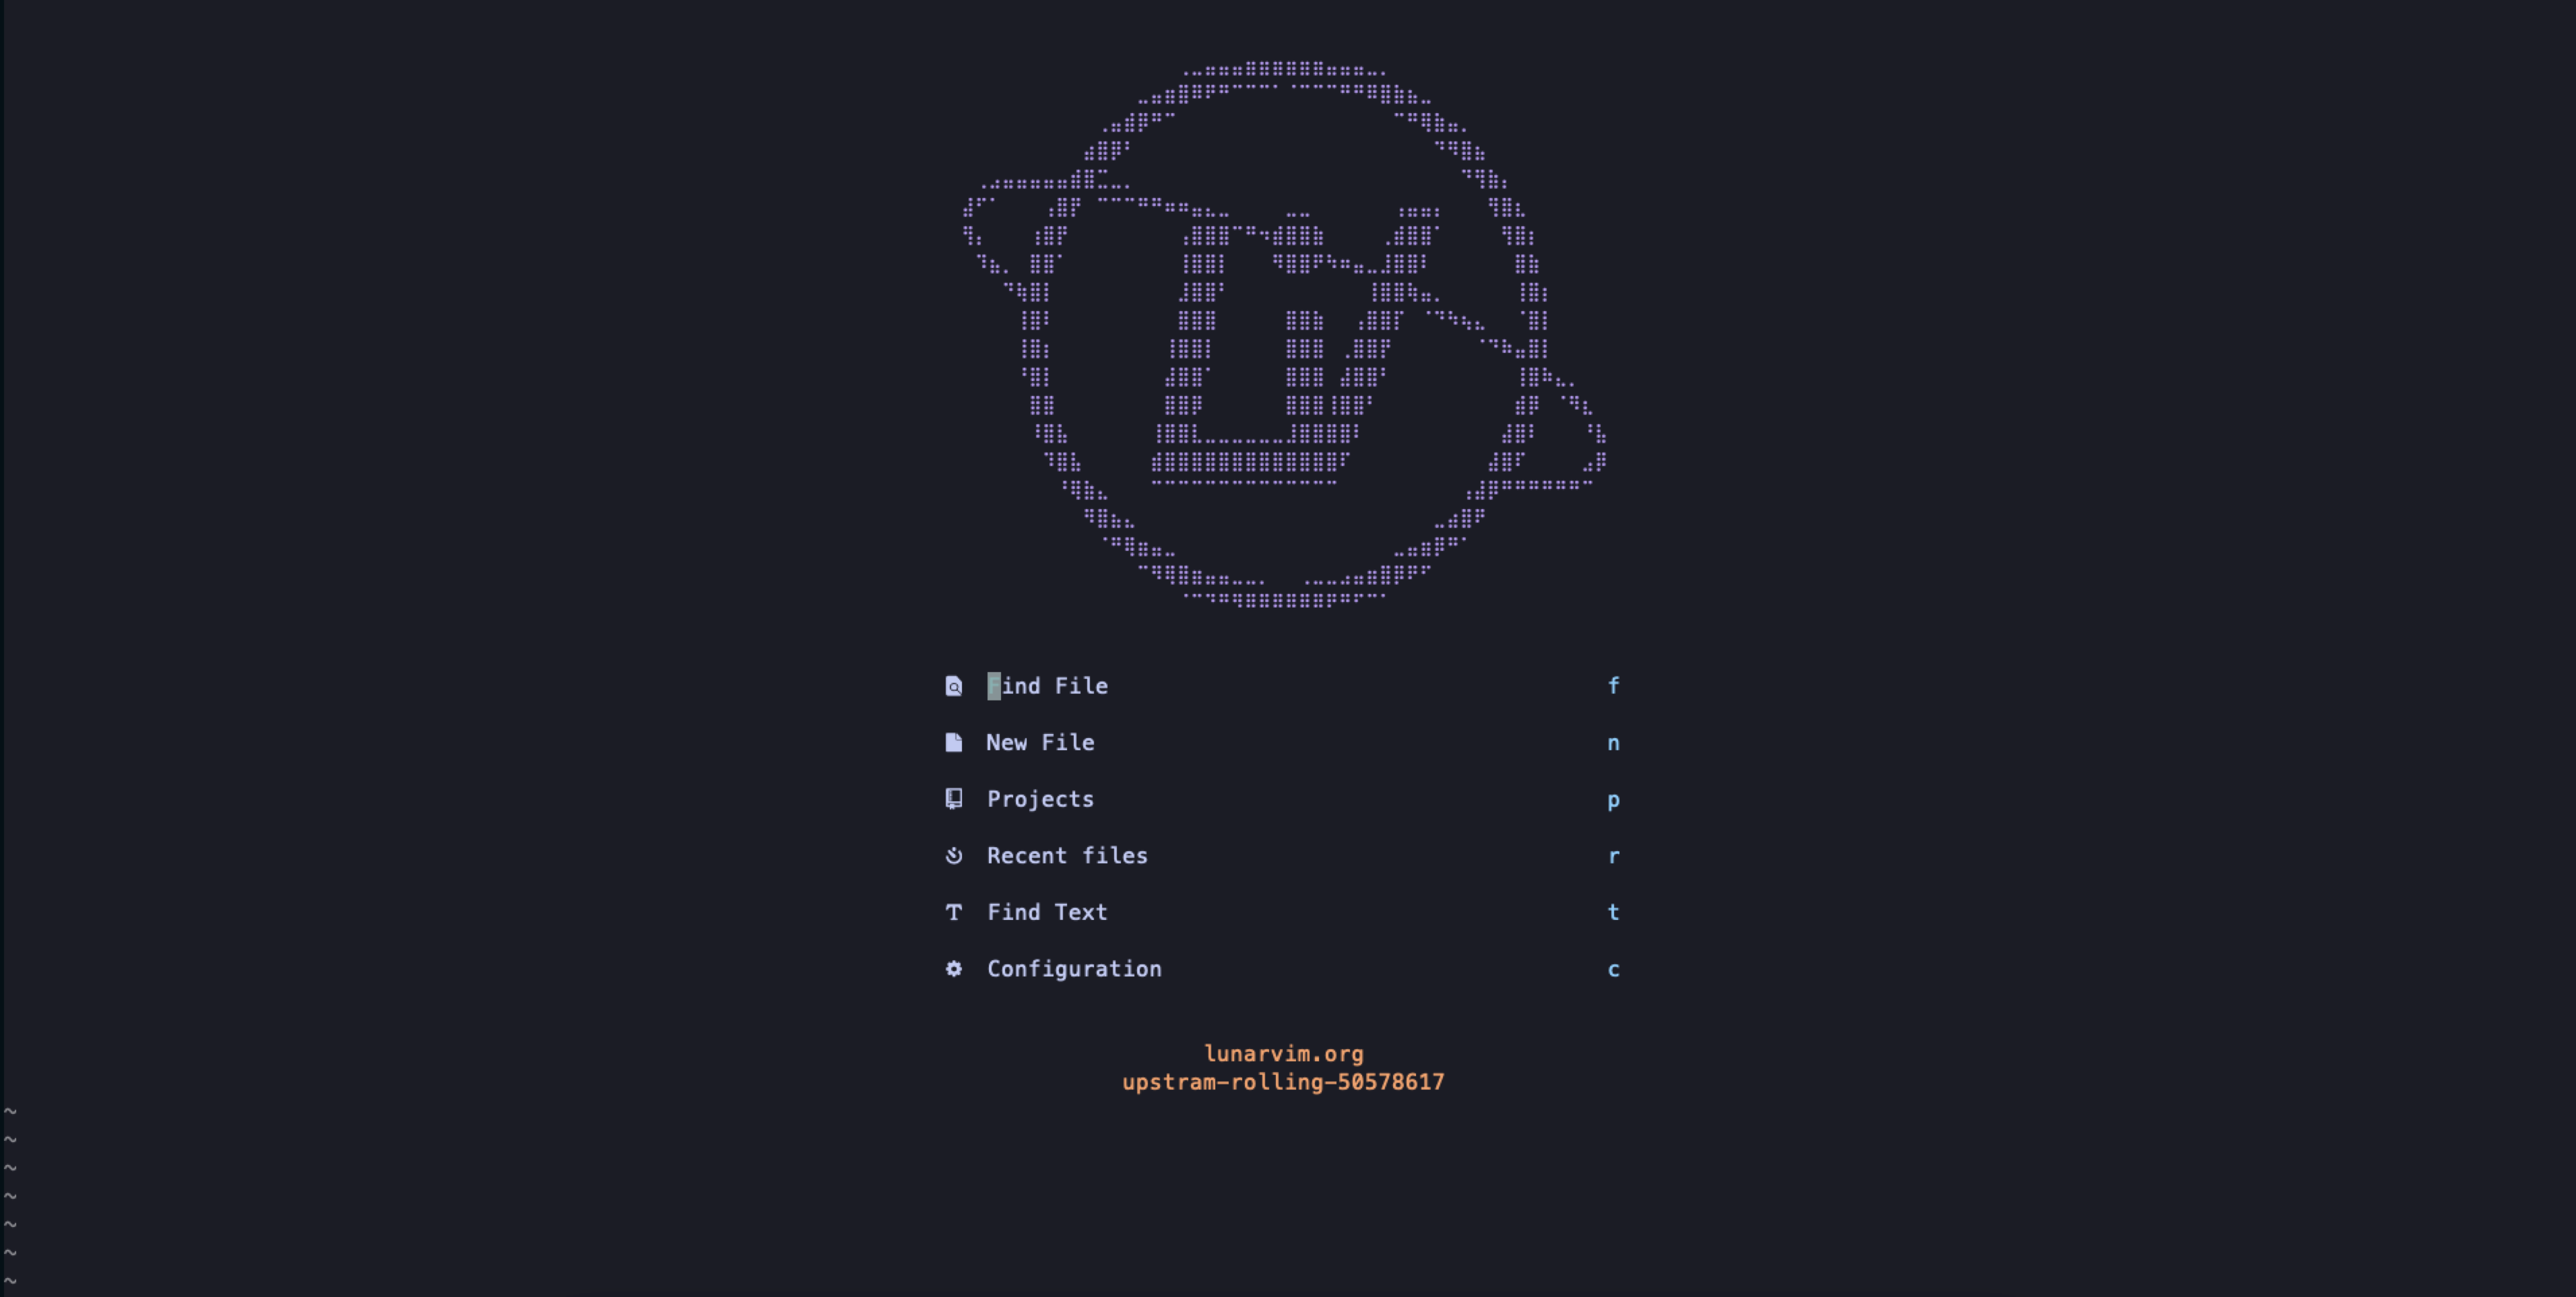 Find File f
New File n
Projects p
Recent files r
Find Text t
Configuration c
lunarvim.org
upstram-rolling-50578617
~
~
~
~
~
~
~